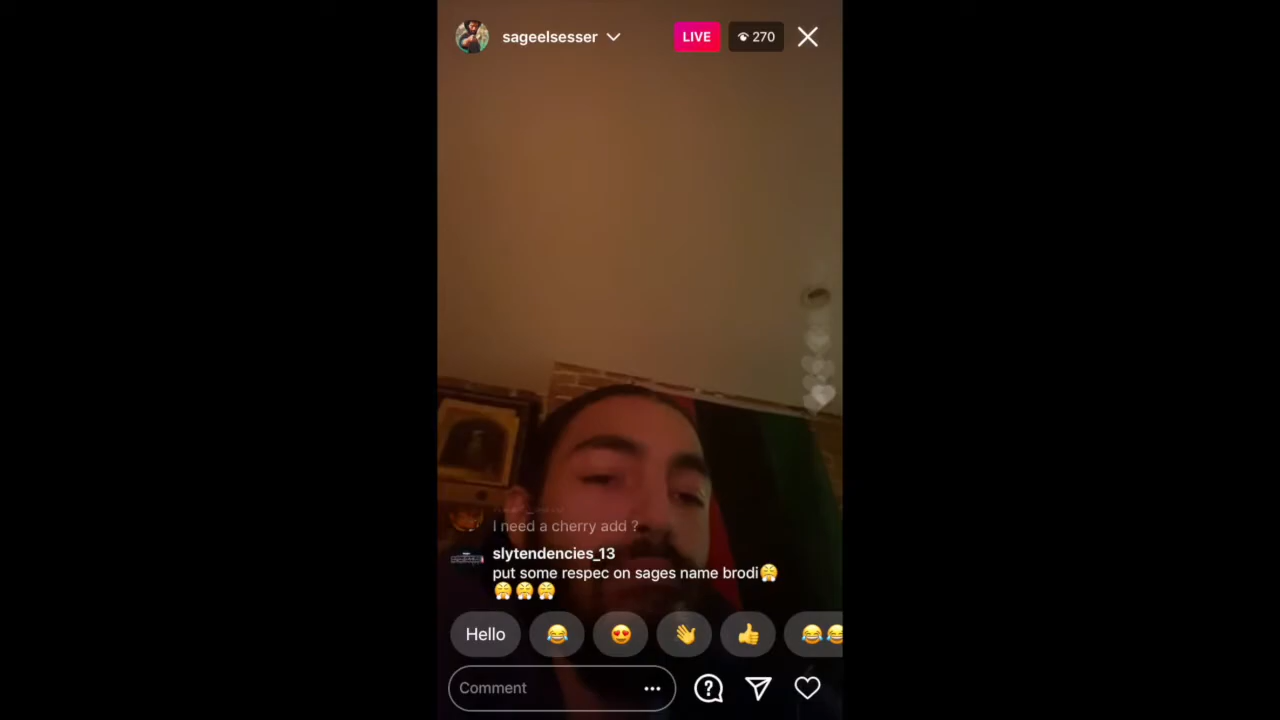 sageelsesser
LIVE
270
I need a cherry add ?
slytendencies_13
put some respec on sages name brodi😤
😤😤😤
Hello
😂 😍 👋 👍 😂😂
Comment